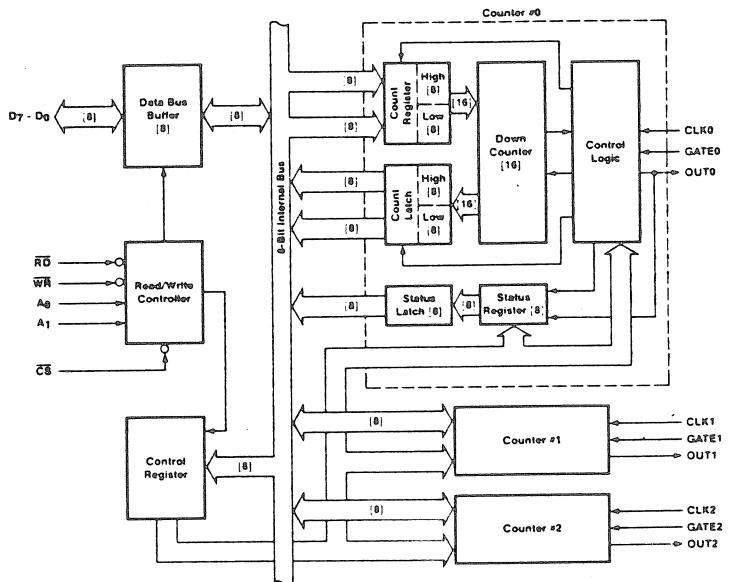 Counter #0
D7 - D0
[8]
Data Bus
Buffer
[8]
[8]
8-Bit Internal Bus
[8]
[8]
Count
Register
High
[8]
Low
[8]
[16]
Down
Counter
[16]
Control
Logic
CLK0
GATE0
OUT0
[8]
[8]
Count
Latch
High
[8]
Low
[8]
[16]
RD
WR
A0
A1
CS
Read/Write
Controller
[8]
Status
Latch [8]
[8]
Status
Register [8]
[8]
Counter #1
CLK1
GATE1
OUT1
Control
Register
[8]
[8]
Counter #2
CLK2
GATE2
OUT2